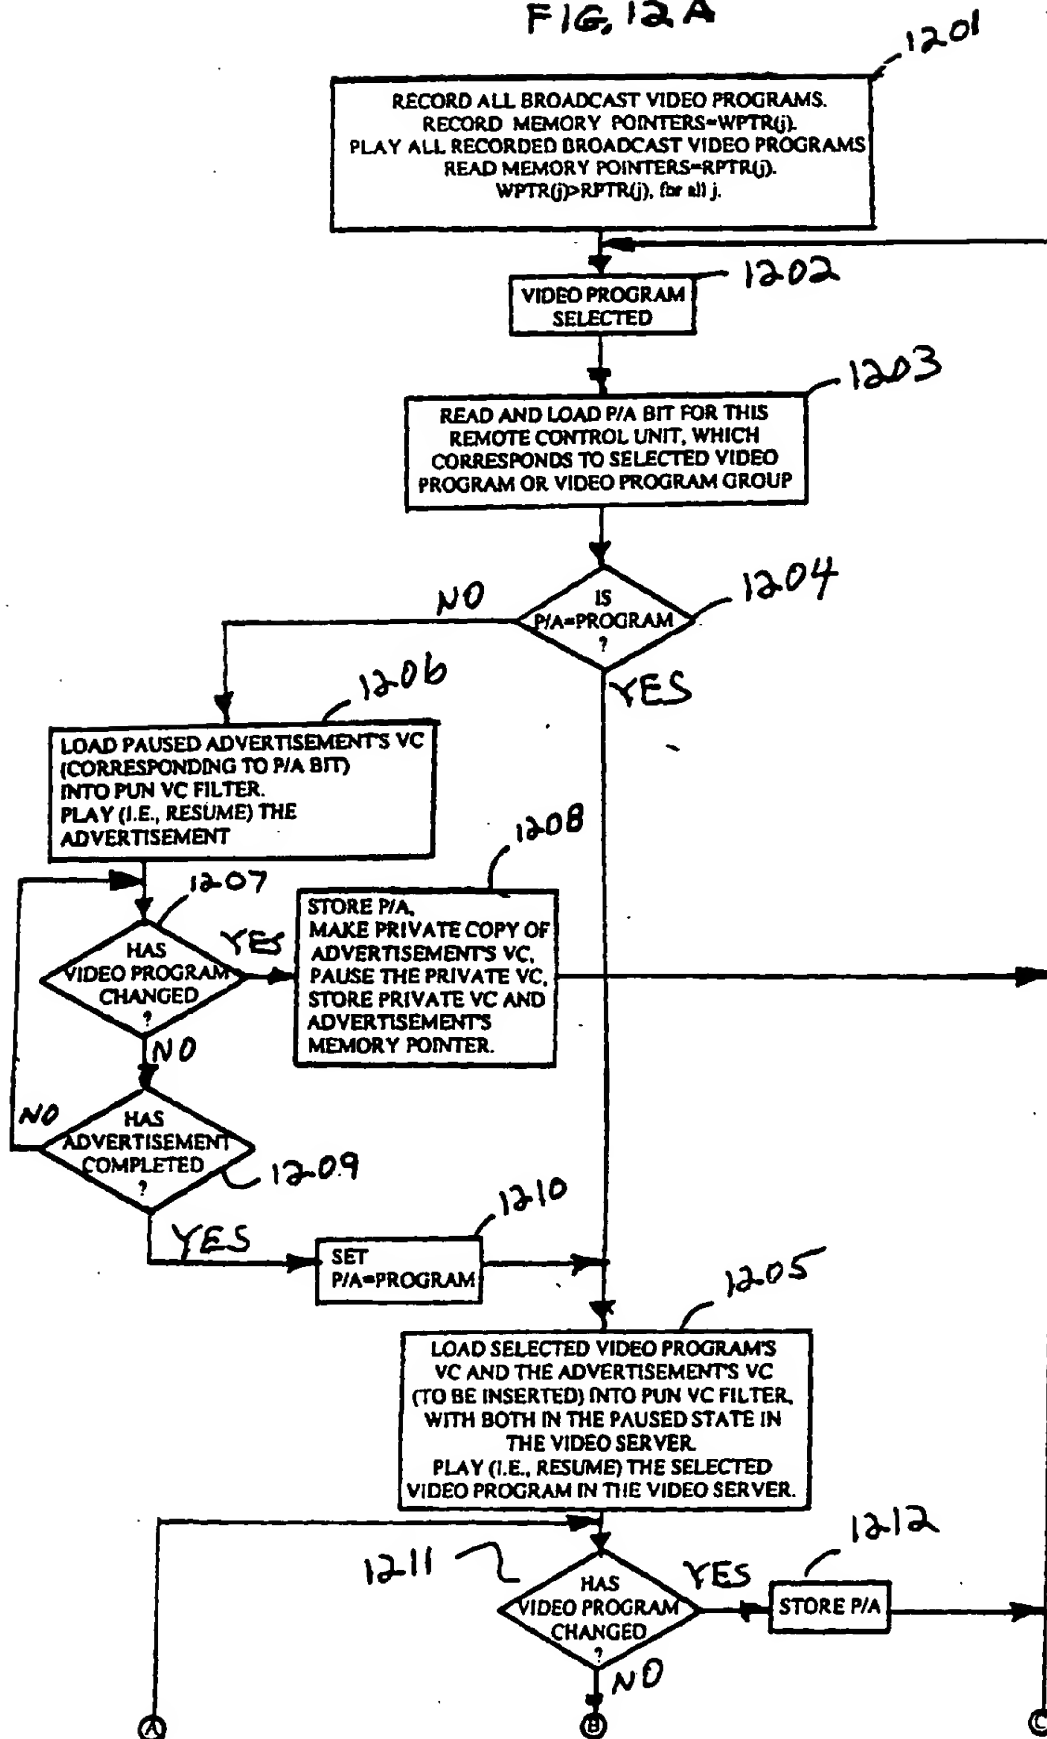 FIG. 12A
1201
RECORD ALL BROADCAST VIDEO PROGRAMS.
RECORD MEMORY POINTERS=WPTR(j).
PLAY ALL RECORDED BROADCAST VIDEO PROGRAMS
READ MEMORY POINTERS=RPTR(j).
WPTR(j)>RPTR(j), for all j.
1202
VIDEO PROGRAM
SELECTED
1203
READ AND LOAD P/A BIT FOR THIS
REMOTE CONTROL UNIT, WHICH
CORRESPONDS TO SELECTED VIDEO
PROGRAM OR VIDEO PROGRAM GROUP
1204
IS
P/A=PROGRAM
?
NO
YES
1206
LOAD PAUSED ADVERTISEMENT'S VC
(CORRESPONDING TO P/A BIT)
INTO PUN VC FILTER.
PLAY (I.E., RESUME) THE
ADVERTISEMENT
1207
HAS
VIDEO PROGRAM
CHANGED
?
YES
NO
1208
STORE P/A,
MAKE PRIVATE COPY OF
ADVERTISEMENT'S VC,
PAUSE THE PRIVATE VC,
STORE PRIVATE VC AND
ADVERTISEMENT'S
MEMORY POINTER.
NO
HAS
ADVERTISEMENT
COMPLETED
?
1209
YES
1210
SET
P/A=PROGRAM
1205
LOAD SELECTED VIDEO PROGRAM'S
VC AND THE ADVERTISEMENT'S VC
(TO BE INSERTED) INTO PUN VC FILTER,
WITH BOTH IN THE PAUSED STATE IN
THE VIDEO SERVER.
PLAY (I.E., RESUME) THE SELECTED
VIDEO PROGRAM IN THE VIDEO SERVER.
1211
HAS
VIDEO PROGRAM
CHANGED
?
YES
1212
STORE P/A
NO
A
B
C